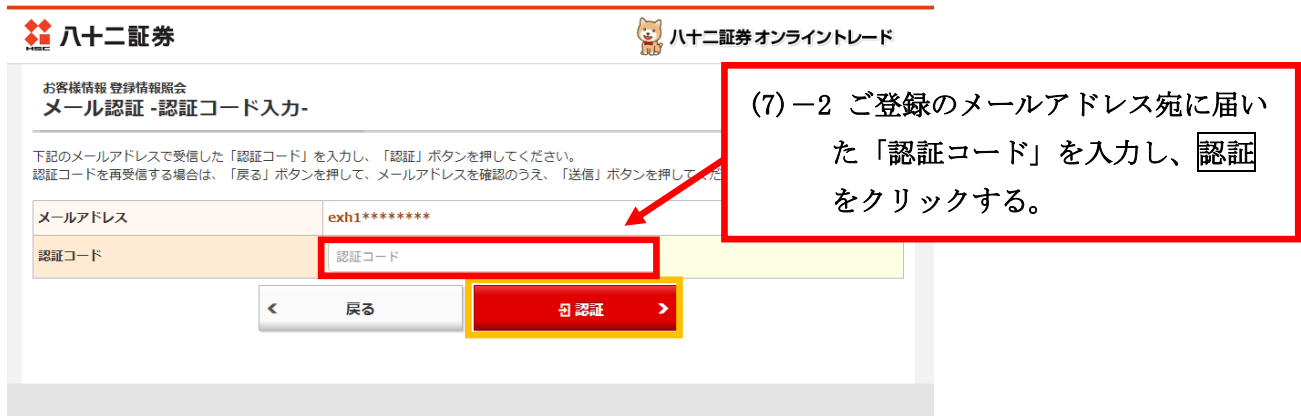 八十二証券
HSC
八十二証券 オンライントレード
お客様情報 登録情報照会
メール認証 -認証コード入力-
下記のメールアドレスで受信した「認証コード」を入力し、「認証」ボタンを押してください。
認証コードを再受信する場合は、「戻る」ボタンを押して、メールアドレスを確認のうえ、「送信」ボタンを押してくだ
メールアドレス
exh1********
認証コード
認証コード
戻る
認証
(7)－2 ご登録のメールアドレス宛に届い
た「認証コード」を入力し、認証
をクリックする。